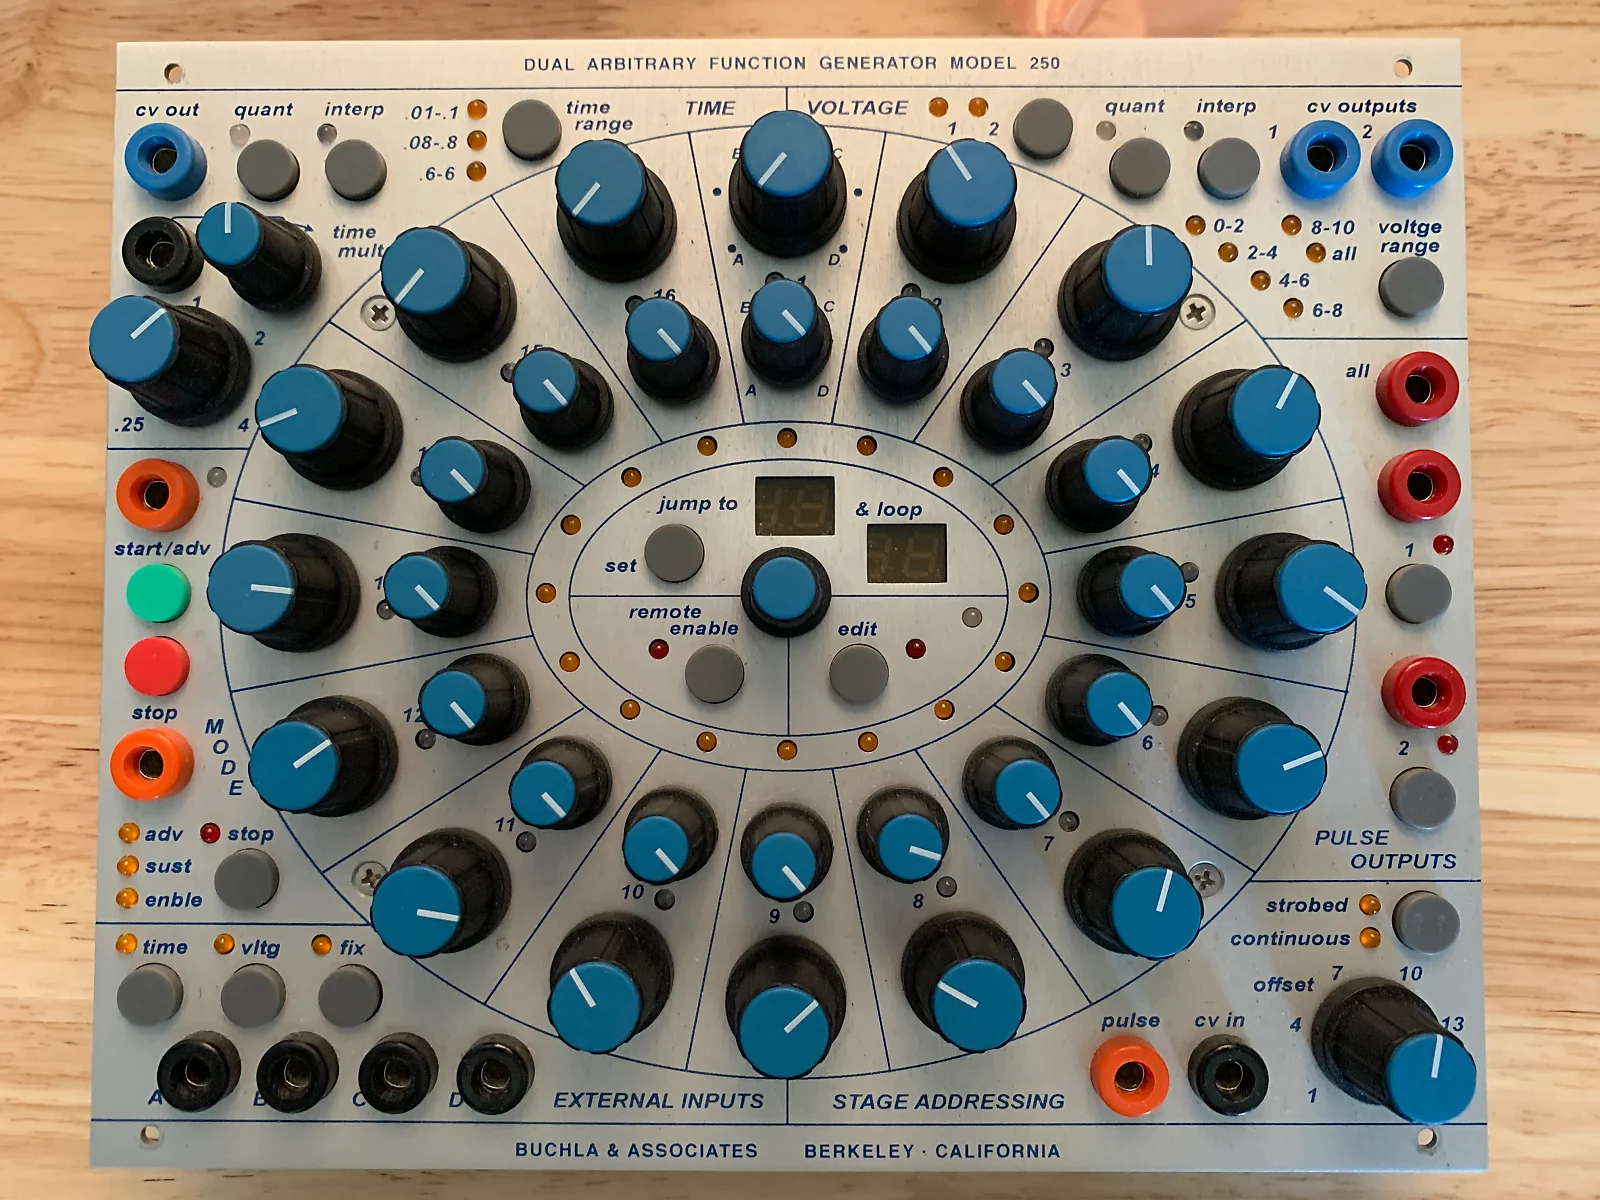 DUAL ARBITRARY FUNCTION GENERATOR MODEL 250
cv out quant interp
.01-.1
.08-.8
.6-6
time
range
TIME
VOLTAGE
1 2
quant interp
cv outputs
1 2
time
mult
.25 1 2 4
B C
A D
B C
A D
0-2 8-10
2-4 all
4-6
6-8
voltge
range
16 1 2
15 3
4
5
6
7
8
9
10
11
12
all
1
2
PULSE
OUTPUTS
start/adv
stop
MODE
adv stop
sust
enble
time vltg fix
jump to & loop
set
remote
enable
edit
strobed
continuous
offset
1 4 7 10 13
pulse cv in
A B C D
EXTERNAL INPUTS STAGE ADDRESSING
BUCHLA & ASSOCIATES BERKELEY · CALIFORNIA